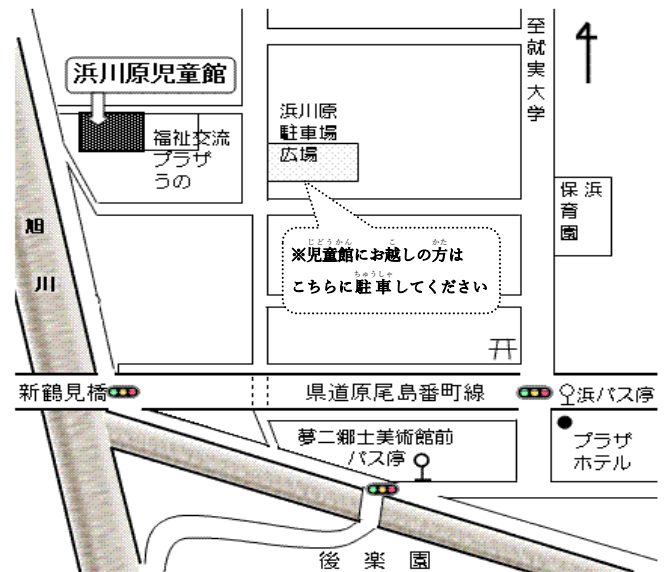 至就実大学
浜川原児童館
浜川原
駐車場
広場
福祉交流
プラザ
うの
浜
保育園
旭川
じどうかん こ かた
※児童館にお越しの方は
ちゅうしゃ
こちらに駐車してください
新鶴見橋
県道原尾島番町線
浜バス停
夢二郷土美術館前
バス停
プラザ
ホテル
後楽園